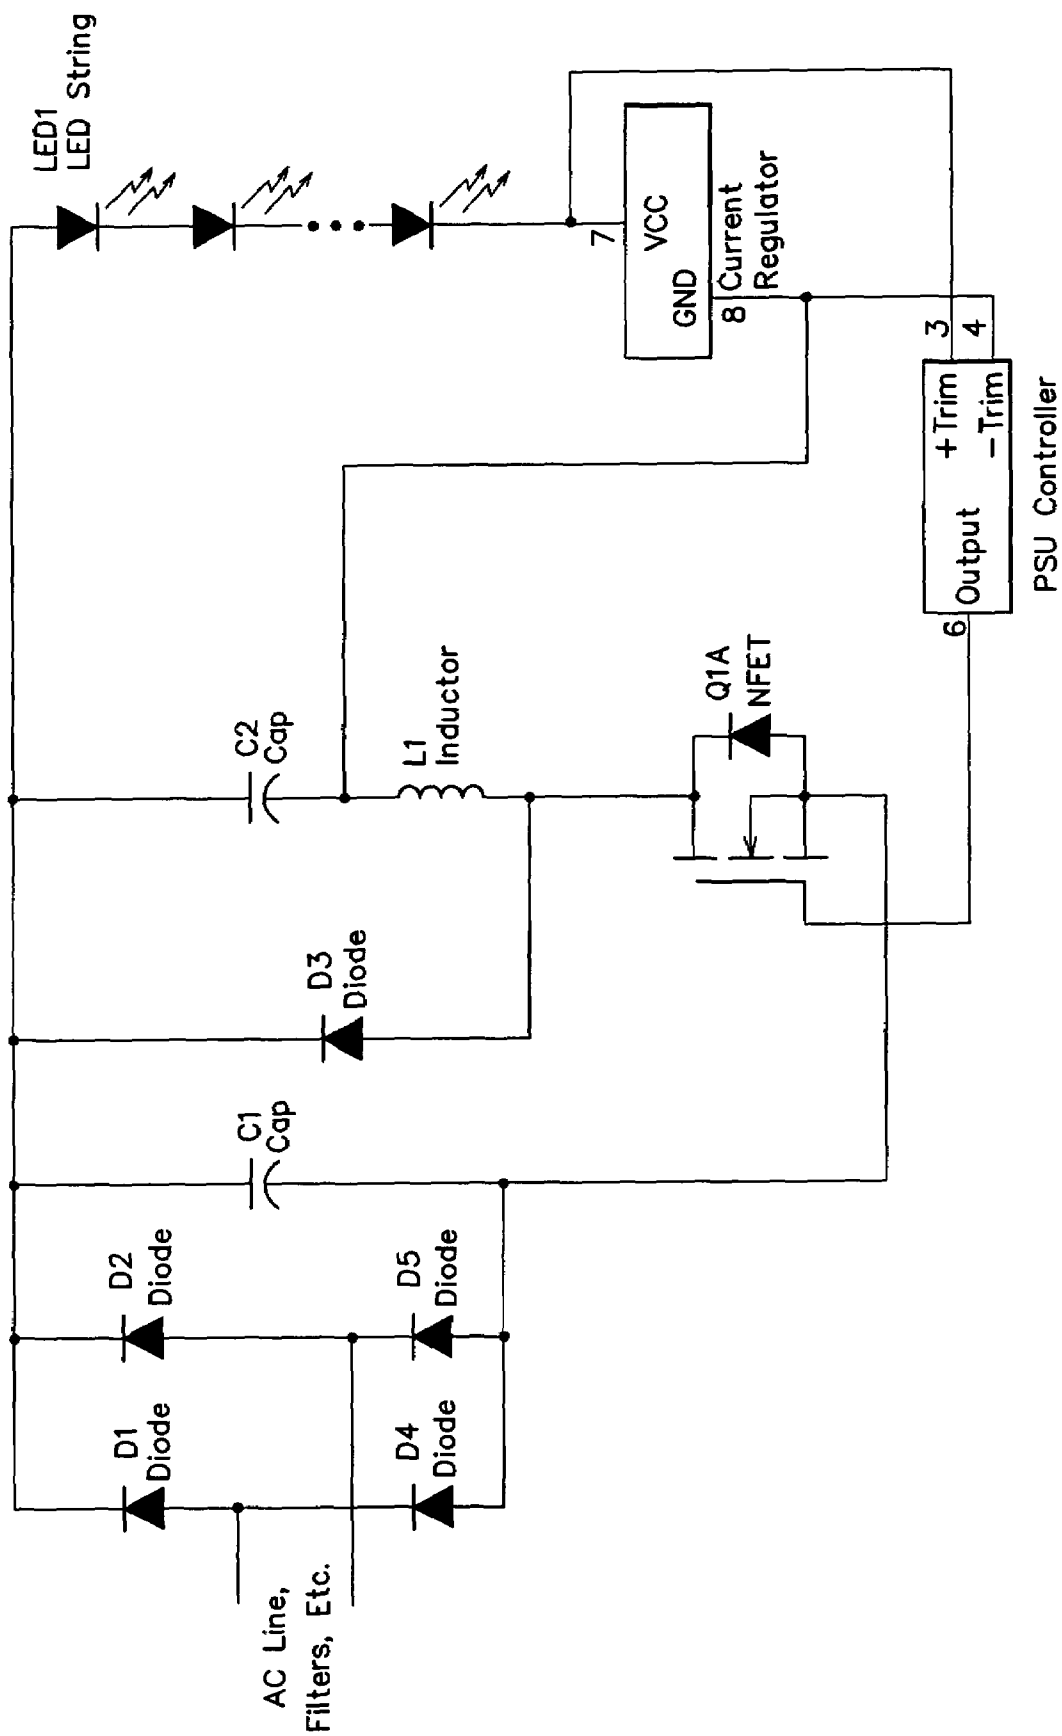 AC Line,
Filters, Etc.
D1
Diode
D2
Diode
D4
Diode
D5
Diode
C1
Cap
D3
Diode
C2
Cap
L1
Inductor
Q1A
NFET
LED1
LED String
7
VCC
GND
8
Current
Regulator
3
4
+Trim
-Trim
Output
6
PSU Controller